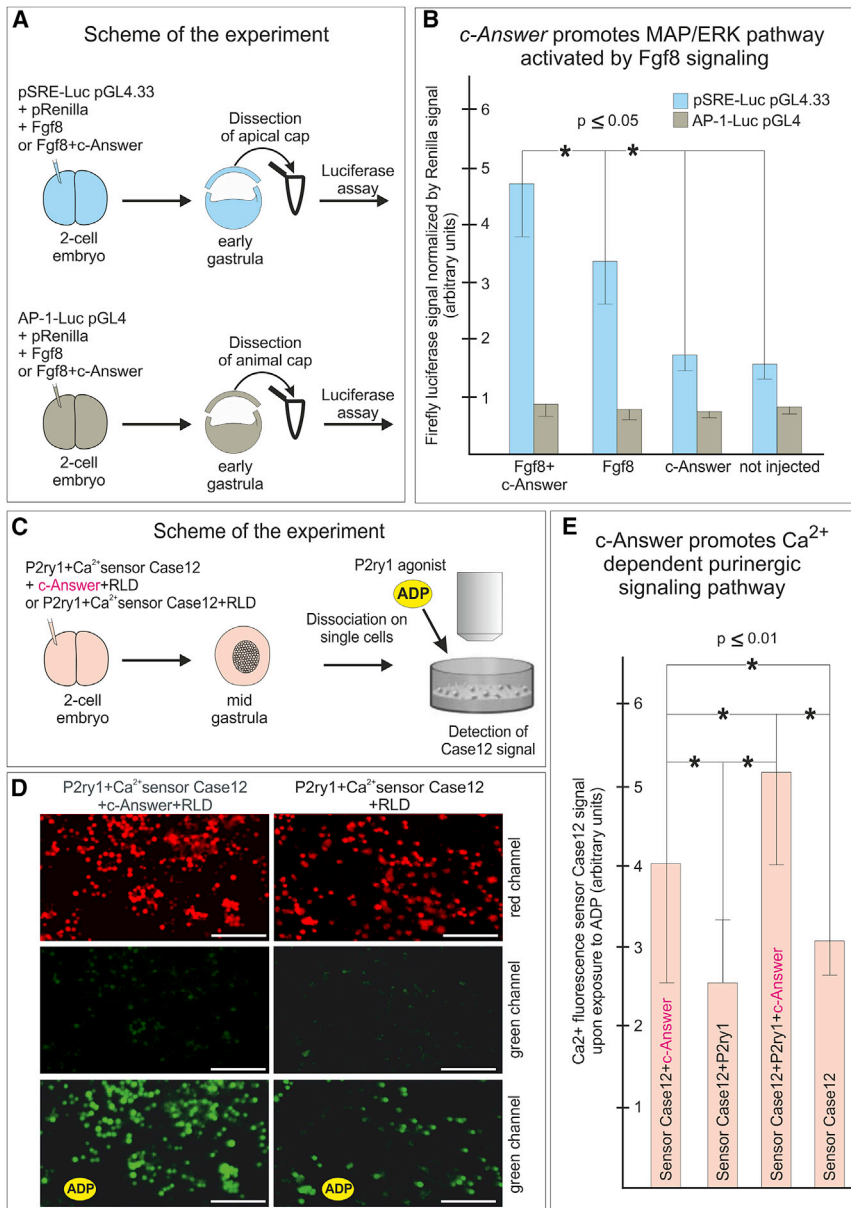 A
Scheme of the experiment
pSRE-Luc pGL4.33
+ pRenilla
+ Fgf8
or Fgf8+c-Answer
Dissection
of apical cap
Luciferase
assay
2-cell
embryo
early
gastrula
AP-1-Luc pGL4
+ pRenilla
+ Fgf8
or Fgf8+c-Answer
Dissection
of animal cap
Luciferase
assay
2-cell
embryo
early
gastrula
B
c-Answer promotes MAP/ERK pathway
activated by Fgf8 signaling
pSRE-Luc pGL4.33
AP-1-Luc pGL4
p ≤ 0.05
* *
Firefly luciferase signal normalized by Renilla signal
(arbitrary units)
6
5
4
3
2
1
Fgf8+
c-Answer
Fgf8
c-Answer
not injected
C
Scheme of the experiment
P2ry1+Ca²⁺sensor Case12
+ c-Answer+RLD
or P2ry1+Ca²⁺sensor Case12+RLD
P2ry1 agonist
ADP
Dissociation on
single cells
2-cell
embryo
mid
gastrula
Detection of
Case12 signal
D
P2ry1+Ca²⁺sensor Case12
+c-Answer+RLD
P2ry1+Ca²⁺sensor Case12
+RLD
red channel
green channel
green channel
ADP
ADP
E
c-Answer promotes Ca²⁺
dependent purinergic
signaling pathway
p ≤ 0.01
*
* *
* *
Ca2+ fluorescence sensor Case12 signal
upon exposure to ADP (arbitrary units)
6
5
4
3
2
1
Sensor Case12+c-Answer
Sensor Case12+P2ry1
Sensor Case12+P2ry1+c-Answer
Sensor Case12